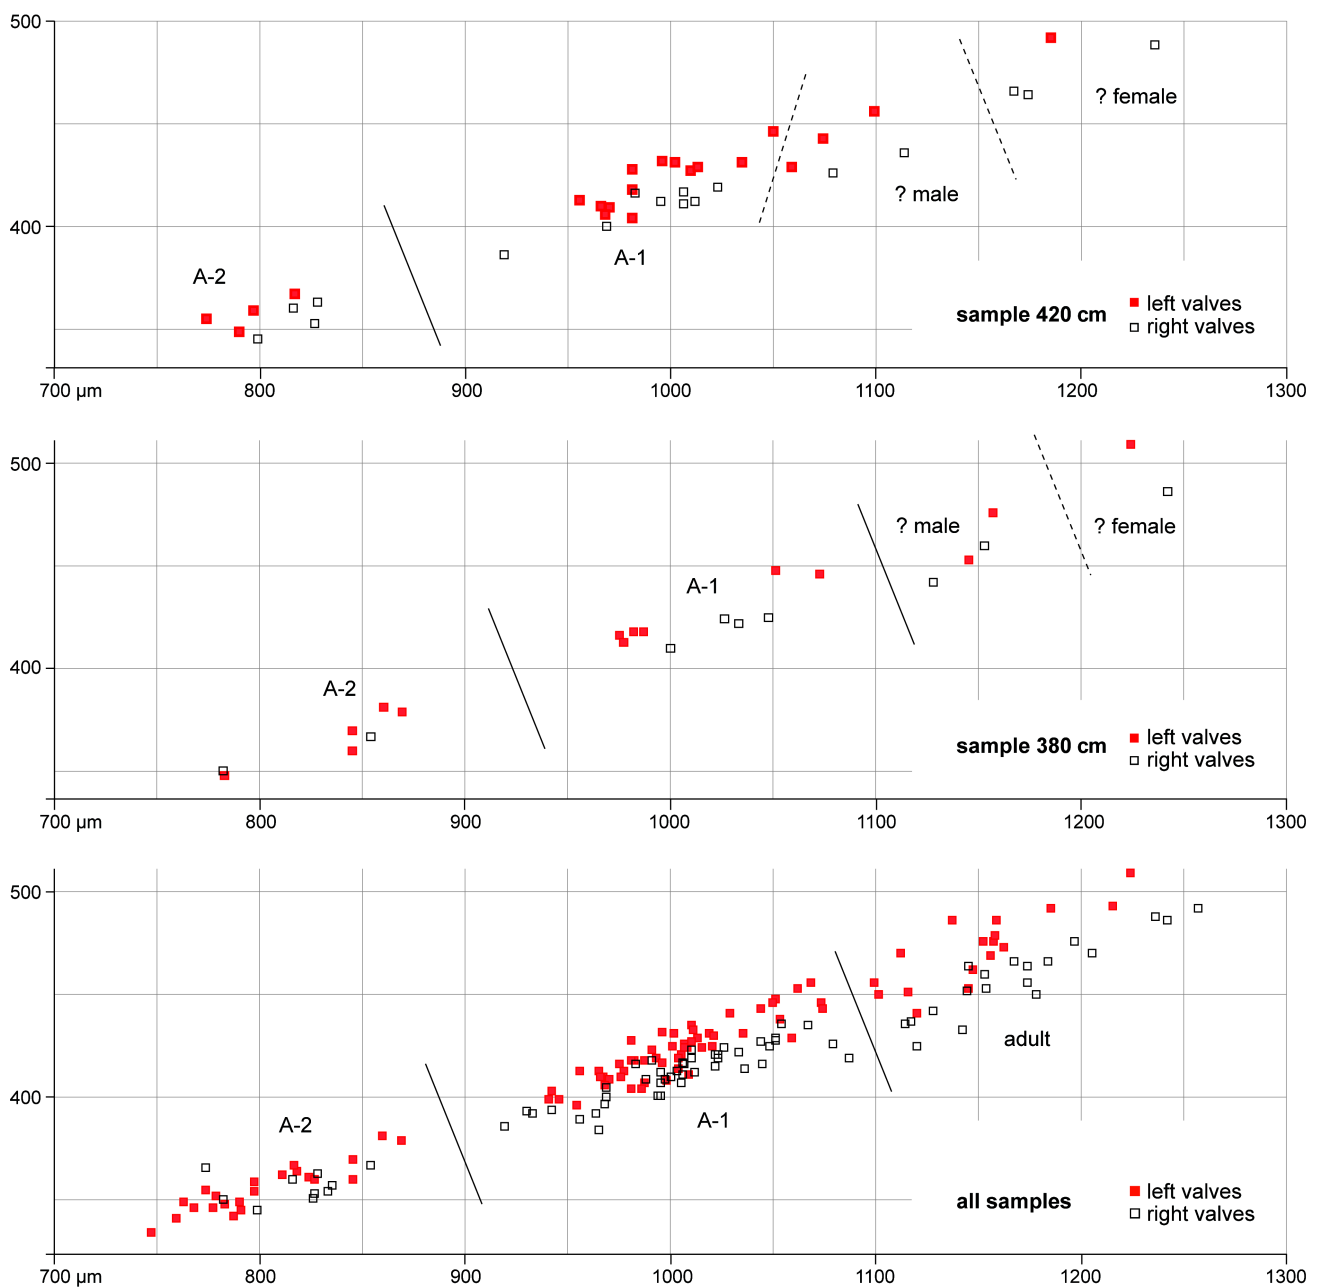 500
? female
? male
400
A-1
A-2
sample 420 cm
left valves
right valves
700 µm 800 900 1000 1100 1200 1300
500
? male
? female
A-1
400
A-2
sample 380 cm
left valves
right valves
700 µm 800 900 1000 1100 1200 1300
500
adult
400
A-1
A-2
all samples
left valves
right valves
700 µm 800 900 1000 1100 1200 1300